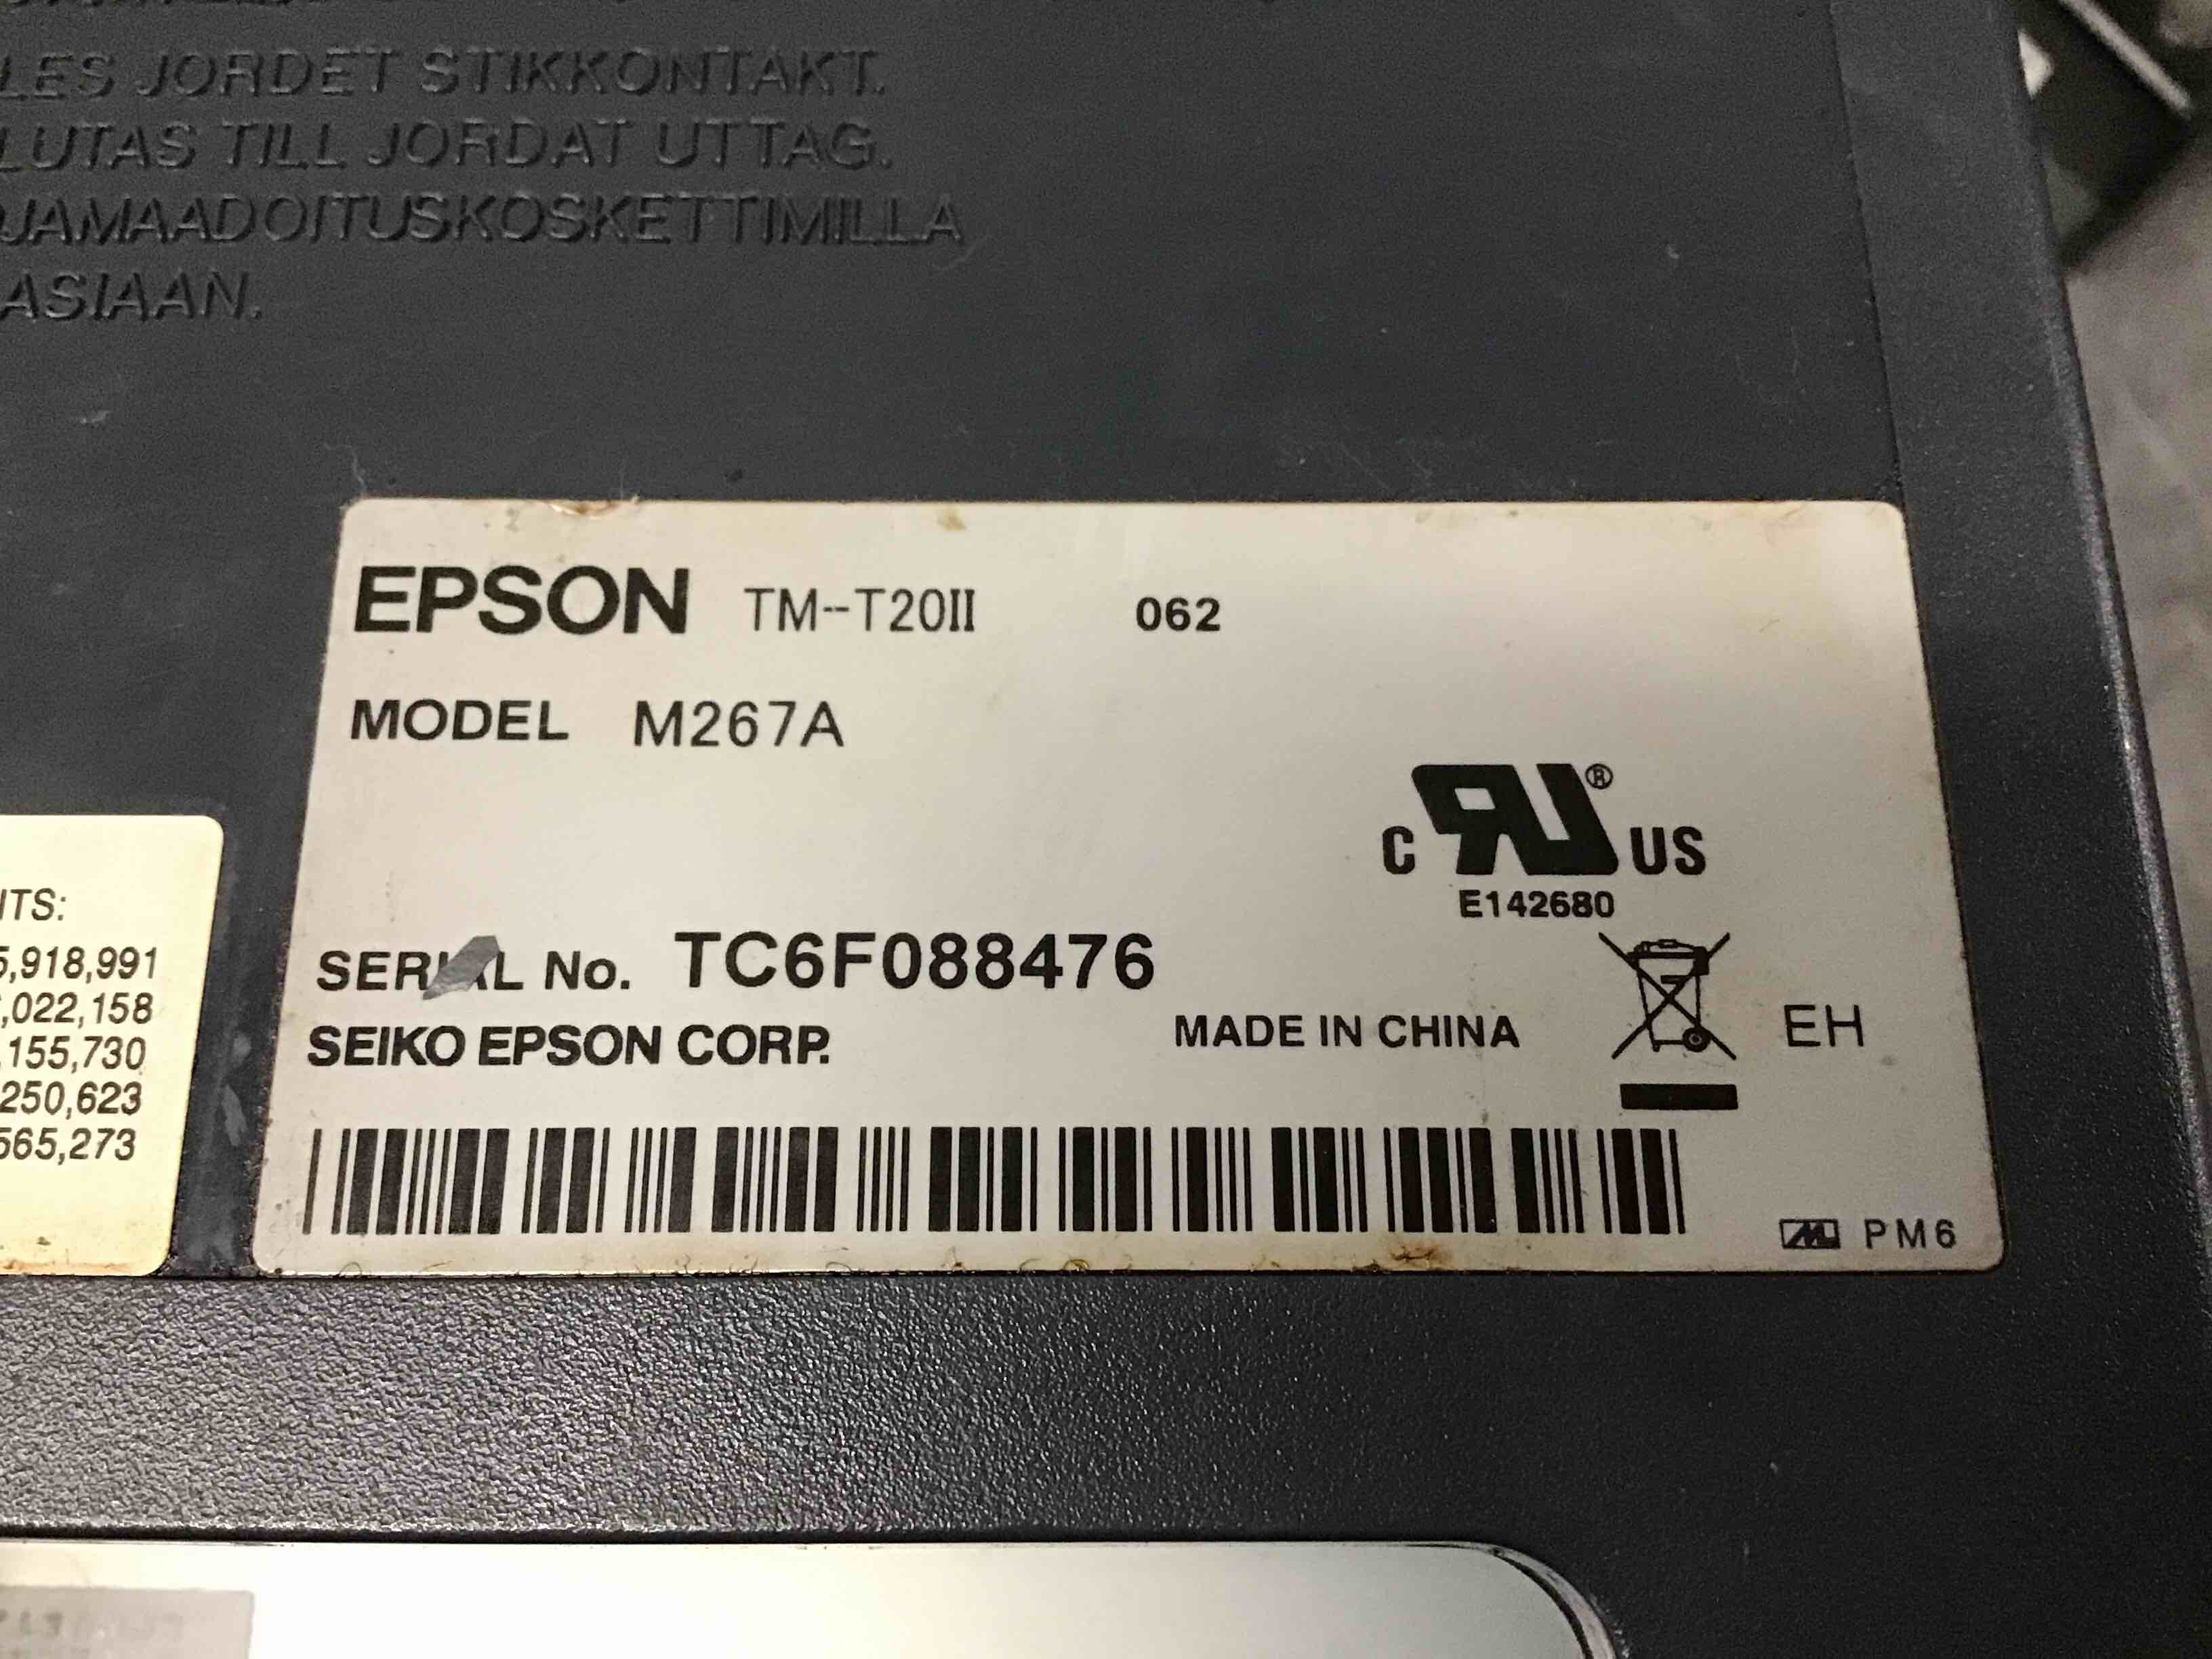 LES JORDET STIKKONTAKT.
LUTAS TILL JORDAT UTTAG.
JAMAADOITUSKOSKETTIMILLA
ASIAAN.
EPSON TM-T20II 062
MODEL M267A
C RU® US
E142680
SERIAL No. TC6F088476
SEIKO EPSON CORP.
MADE IN CHINA
EH
PM6
ITS:
5,918,991
,022,158
,155,730
250,623
565,273